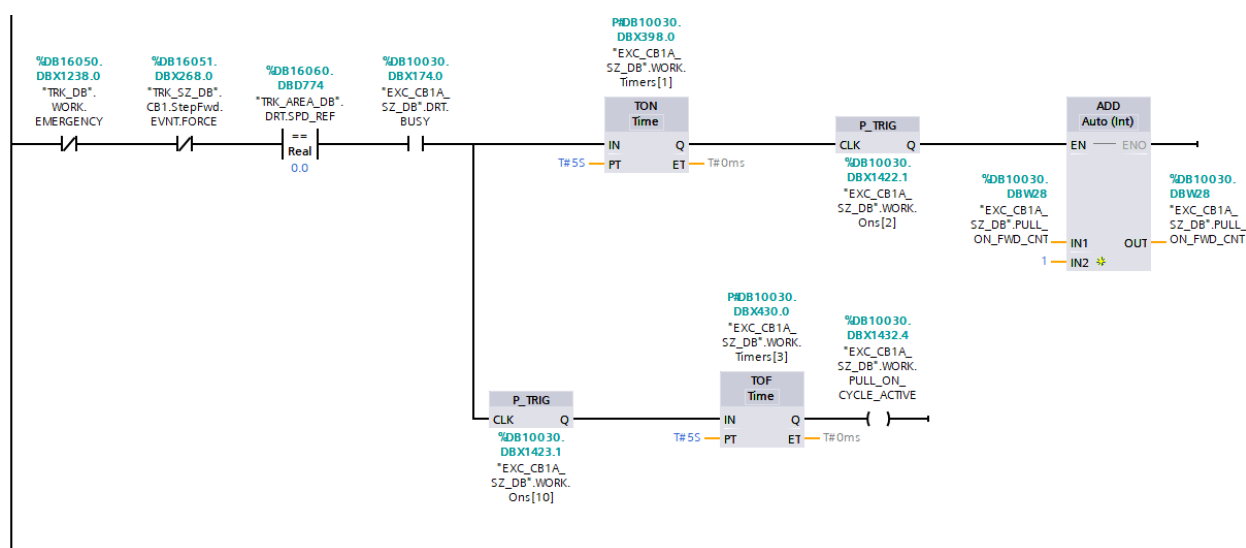 P#DB10030.
DBX398.0
"EXC_CB1A_
SZ_DB".WORK.
Timers[1]
%DB16050.
DBX1238.0
"TRK_DB".
WORK.
EMERGENCY
%DB16051.
DBX268.0
"TRK_SZ_DB".
CB1.StepFwd.
EVNT.FORCE
%DB16060.
DBD774
"TRK_AREA_DB".
DRT.SPD_REF
==
Real
0.0
%DB10030.
DBX174.0
"EXC_CB1A_
SZ_DB".DRT.
BUSY
TON
Time
IN
Q
T#5S
PT
ET
T#0ms
P_TRIG
CLK
Q
%DB10030.
DBX1422.1
"EXC_CB1A_
SZ_DB".WORK.
Ons[2]
ADD
Auto (Int)
EN
ENO
%DB10030.
DBW28
"EXC_CB1A_
SZ_DB".PULL_
ON_FWD_CNT
IN1
1
IN2
OUT
%DB10030.
DBW28
"EXC_CB1A_
SZ_DB".PULL_
ON_FWD_CNT
P#DB10030.
DBX430.0
"EXC_CB1A_
SZ_DB".WORK.
Timers[3]
%DB10030.
DBX1432.4
"EXC_CB1A_
SZ_DB".WORK.
PULL_ON_
CYCLE_ACTIVE
P_TRIG
CLK
Q
%DB10030.
DBX1423.1
"EXC_CB1A_
SZ_DB".WORK.
Ons[10]
TOF
Time
IN
Q
T#5S
PT
ET
T#0ms